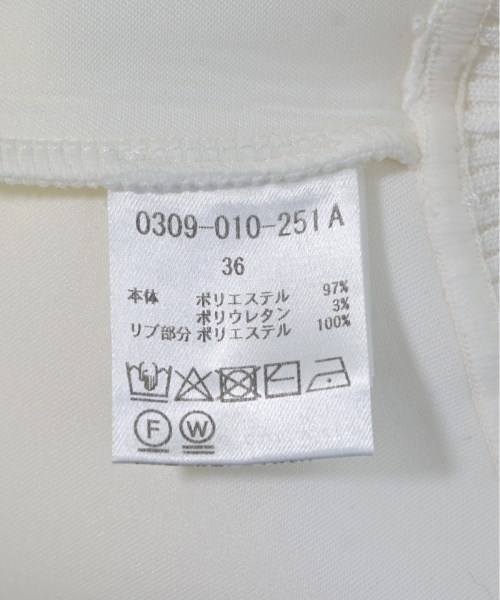 0309-010-251A
36
本体 ポリエステル 97%
ポリウレタン 3%
リブ部分 ポリエステル 100%
F W